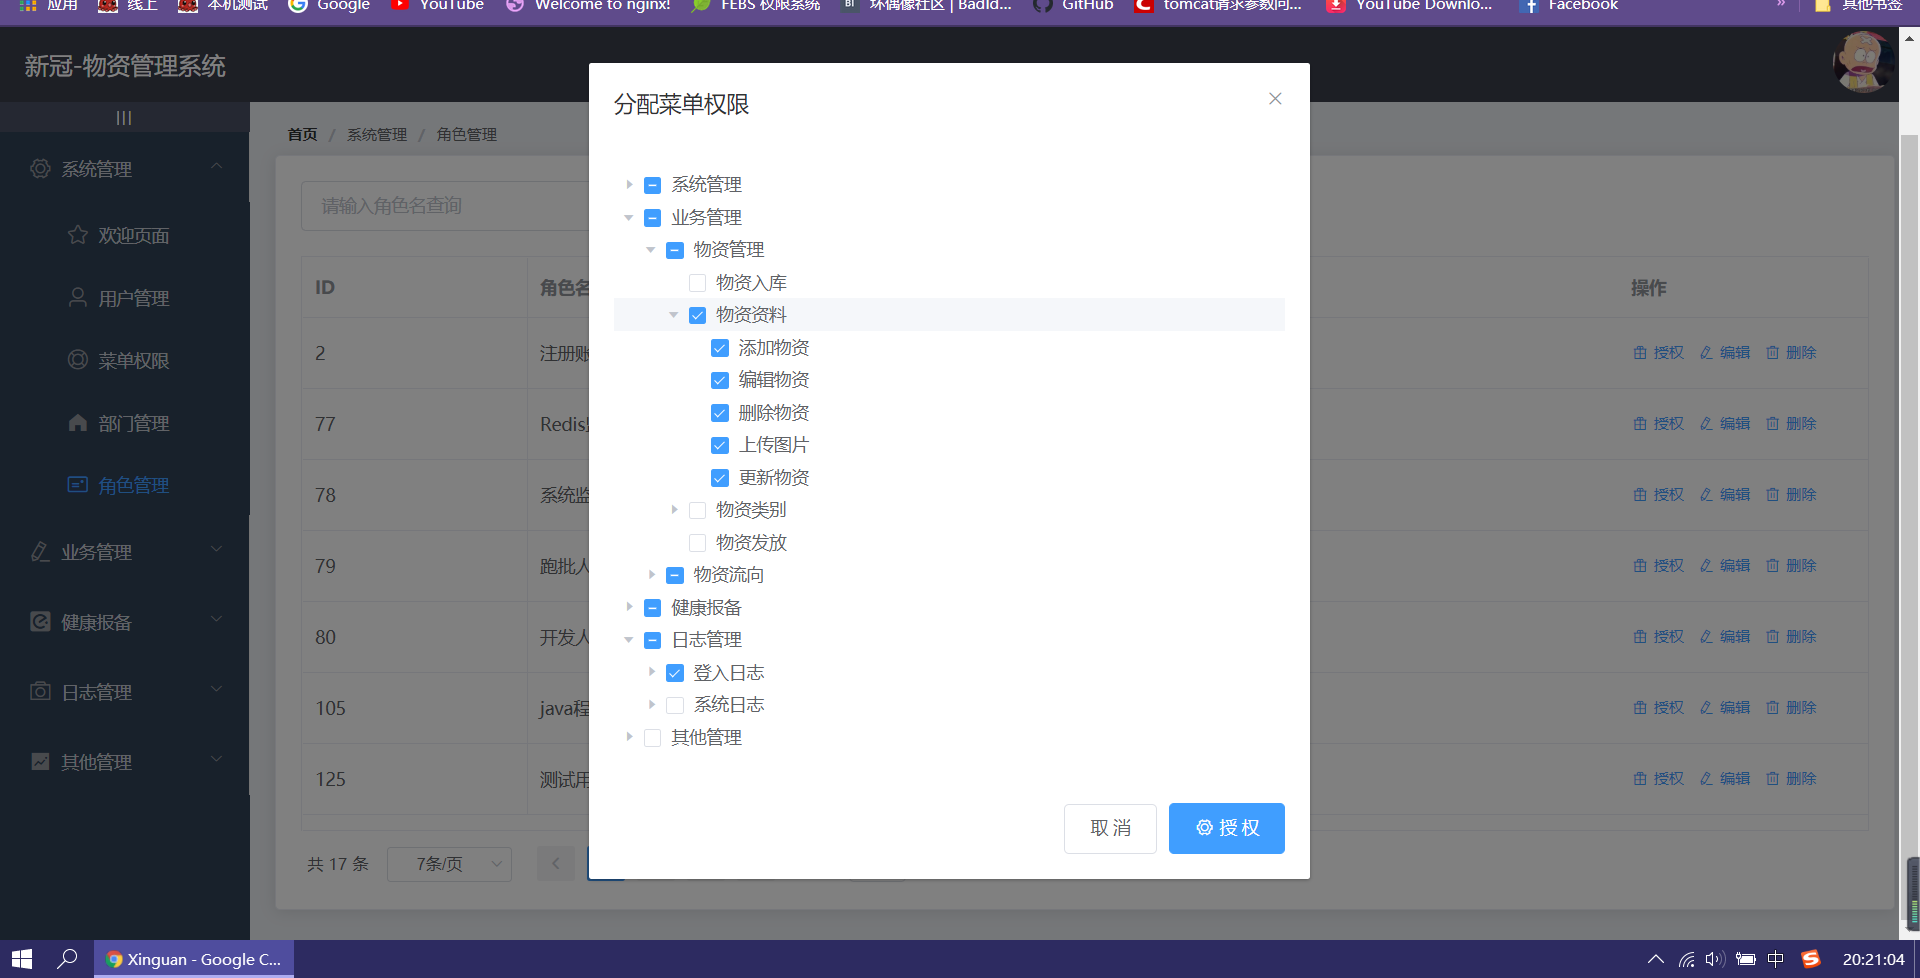 应用 线上 本机测试 Google YouTube Welcome to nginx! FEBS 权限系统 环偶像社区 | BadId... GitHub tomcat请求参数问... YouTube Downlo... Facebook » 其他书签
新冠-物资管理系统
首页 / 系统管理 / 角色管理
系统管理
欢迎页面
用户管理
菜单权限
部门管理
角色管理
业务管理
健康报备
日志管理
其他管理
请输入角色名查询
ID 角色名 操作
2 注册账 授权 编辑 删除
77 Redis 授权 编辑 删除
78 系统监 授权 编辑 删除
79 跑批人 授权 编辑 删除
80 开发人 授权 编辑 删除
105 java程 授权 编辑 删除
125 测试用 授权 编辑 删除
共 17 条 7条/页
分配菜单权限
系统管理
业务管理
物资管理
物资入库
物资资料
添加物资
编辑物资
删除物资
上传图片
更新物资
物资类别
物资发放
物资流向
健康报备
日志管理
登入日志
系统日志
其他管理
取消 授权
Xinguan - Google C... 中 20:21:04